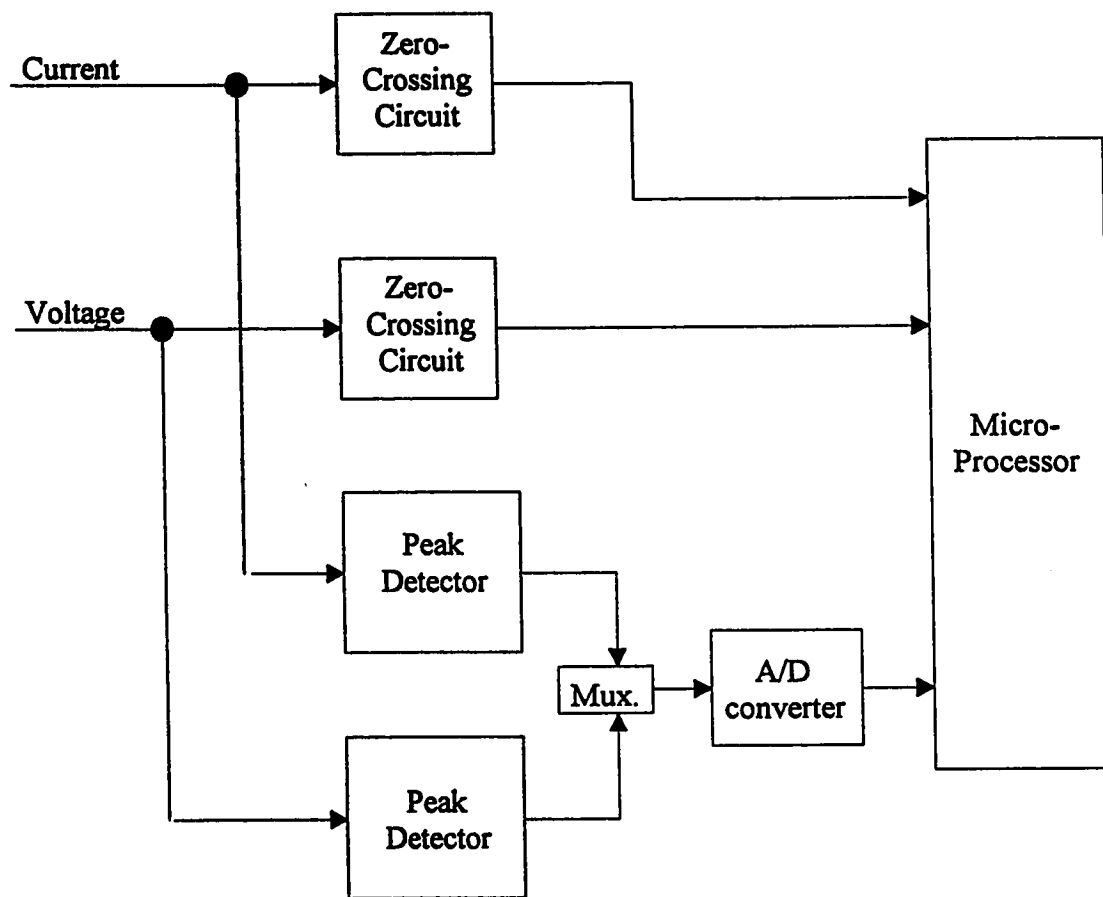 Current
Zero-
Crossing
Circuit
Voltage
Zero-
Crossing
Circuit
Micro-
Processor
Peak
Detector
Mux.
A/D
converter
Peak
Detector